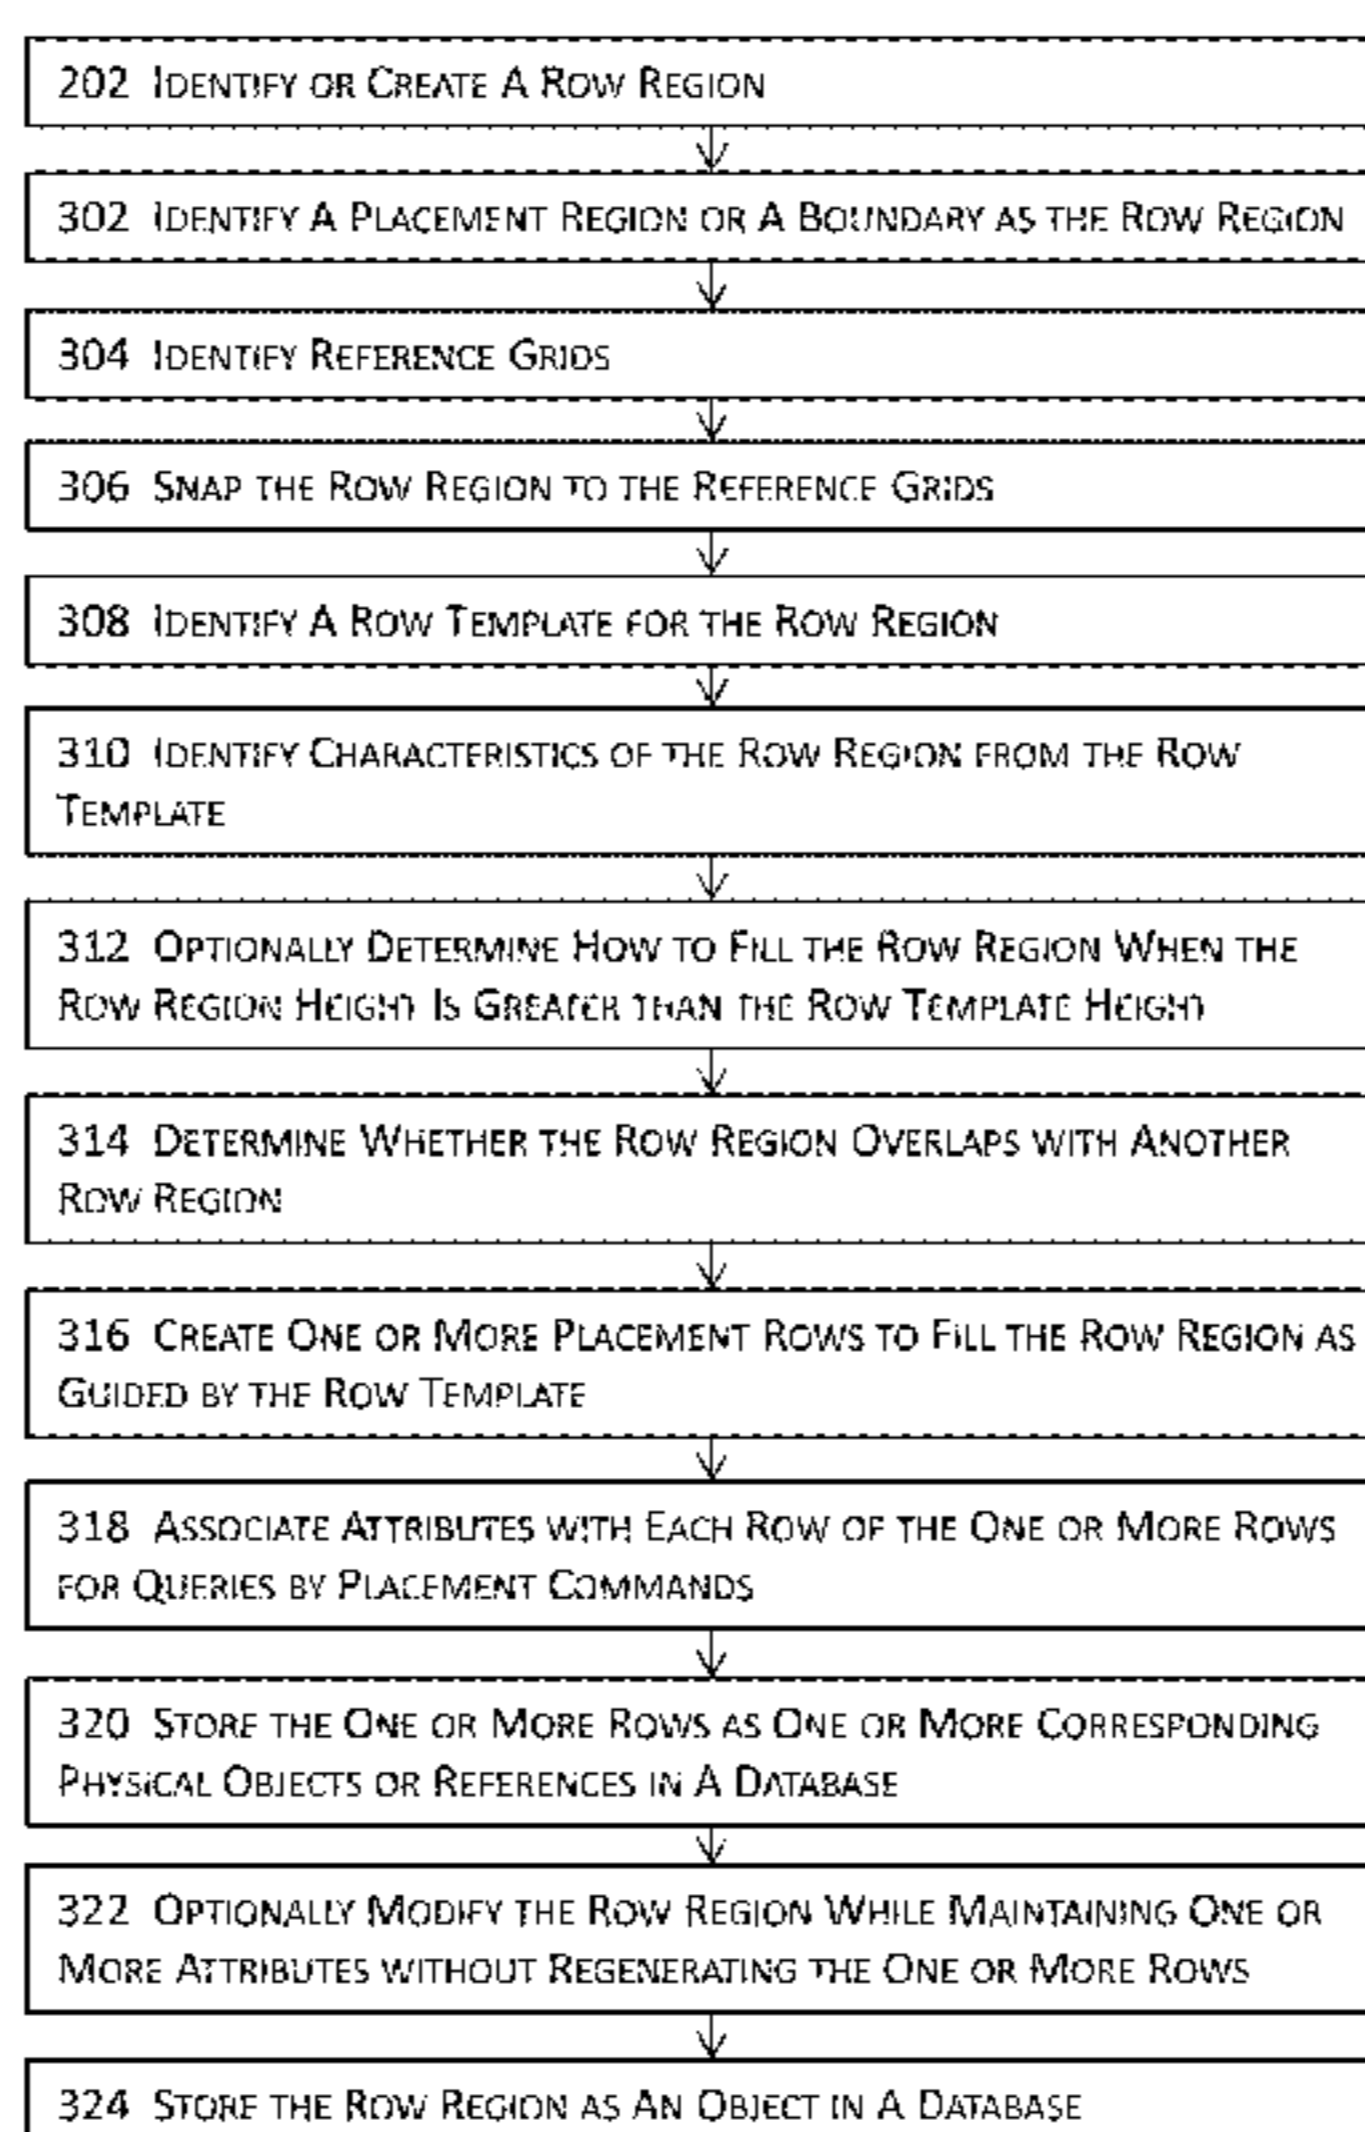 202 Identify or Create A Row Region
302 Identify A Placement Region or A Boundary as the Row Region
304 Identify Reference Grids
306 Snap the Row Region to the Reference Grids
308 Identify A Row Template for the Row Region
310 Identify Characteristics of the Row Region from the Row
Template
312 Optionally Determine How to Fill the Row Region When the
Row Region Height Is Greater than the Row Template Height
314 Determine Whether the Row Region Overlaps with Another
Row Region
316 Create One or More Placement Rows to Fill the Row Region as
Guided by the Row Template
318 Associate Attributes with Each Row of the One or More Rows
for Queries by Placement Commands
320 Store the One or More Rows as One or More Corresponding
Physical Objects or References in A Database
322 Optionally Modify the Row Region While Maintaining One or
More Attributes without Regenerating the One or More Rows
324 Store the Row Region as An Object in A Database